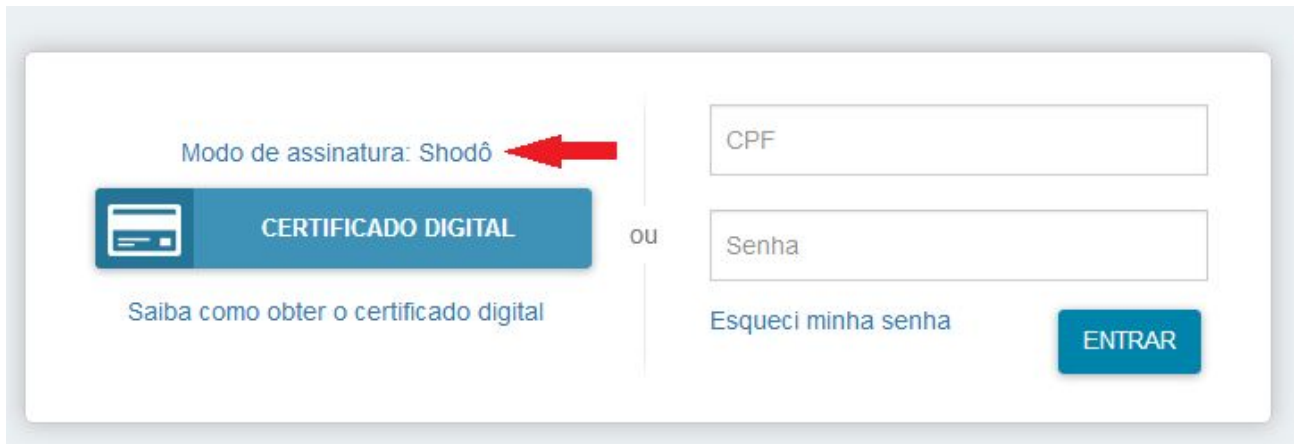 Modo de assinatura: Shodô
CERTIFICADO DIGITAL
Saiba como obter o certificado digital
ou
CPF
Senha
Esqueci minha senha
ENTRAR